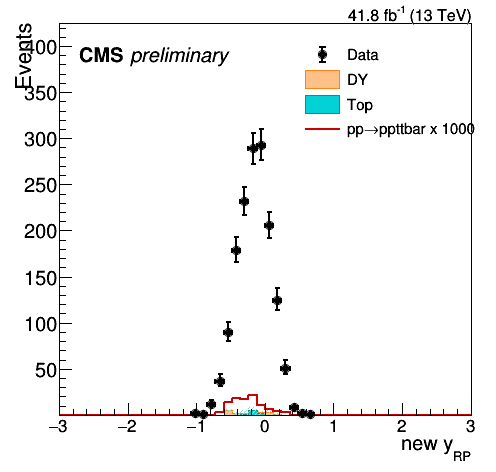 41.8 fb⁻¹ (13 TeV)
Events
CMS preliminary
Data
DY
Top
pp→ppttbar x 1000
400
350
300
250
200
150
100
50
−3 −2 −1 0 1 2 3
new y_RP